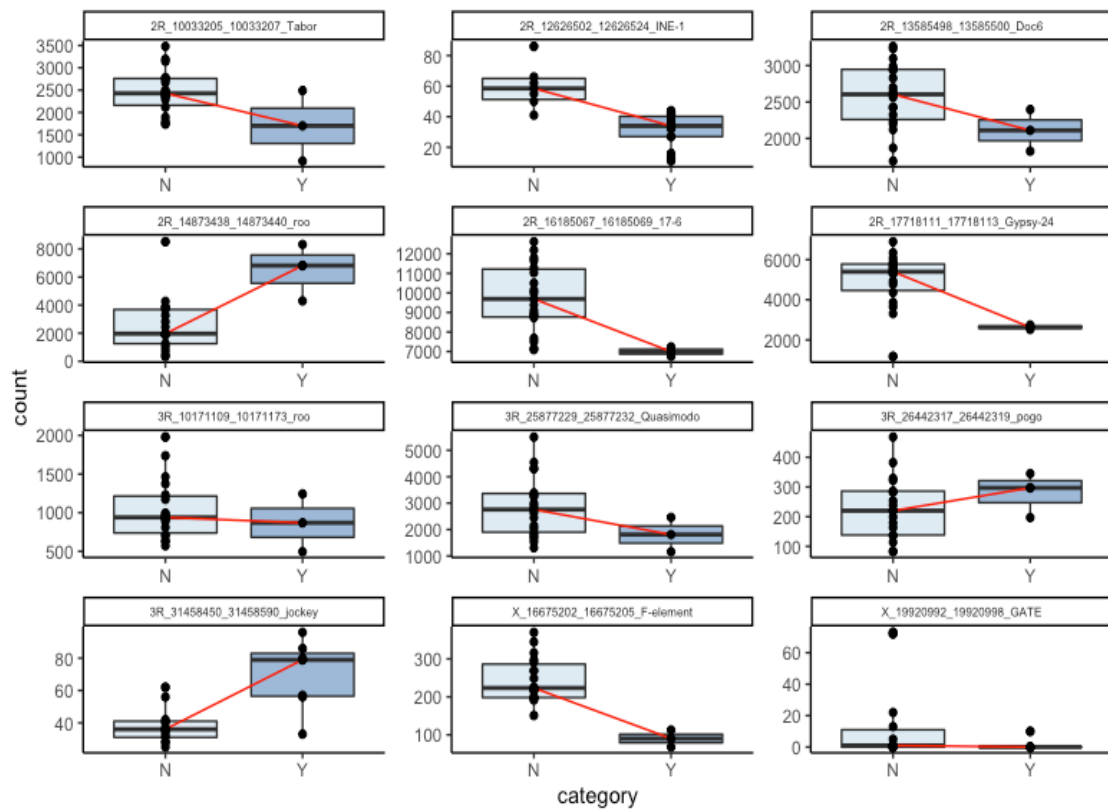 2R_10033205_10033207_Tabor
3500
3000
2500
2000
1500
1000
N Y
2R_12626502_12626524_INE-1
80
60
40
20
N Y
2R_13585498_13585500_Doc6
3000
2500
2000
N Y
2R_14873438_14873440_roo
8000
6000
4000
2000
0
N Y
2R_16185067_16185069_17-6
12000
11000
10000
9000
8000
7000
N Y
2R_17718111_17718113_Gypsy-24
6000
4000
2000
N Y
count
3R_10171109_10171173_roo
2000
1500
1000
500
N Y
3R_25877229_25877232_Quasimodo
5000
4000
3000
2000
1000
N Y
3R_26442317_26442319_pogo
400
300
200
100
N Y
3R_31458450_31458590_jockey
80
60
40
N Y
X_16675202_16675205_F-element
300
200
100
N Y
X_19920992_19920998_GATE
60
40
20
0
N Y
category